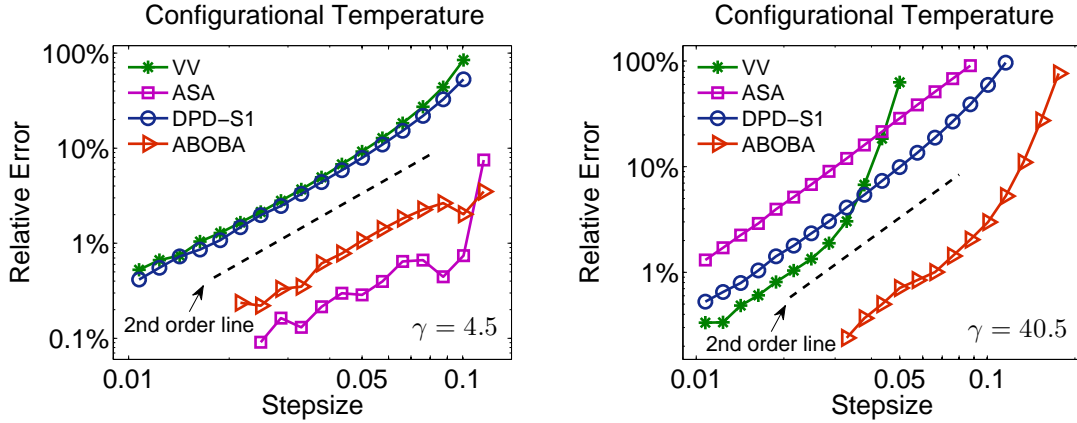 Configurational Temperature
100%
10%
1%
0.1%
Relative Error
VV
ASA
DPD−S1
ABOBA
2nd order line
γ = 4.5
0.01
0.05
0.1
Stepsize
Configurational Temperature
100%
10%
1%
Relative Error
VV
ASA
DPD−S1
ABOBA
2nd order line
γ = 40.5
0.01
0.05
0.1
Stepsize